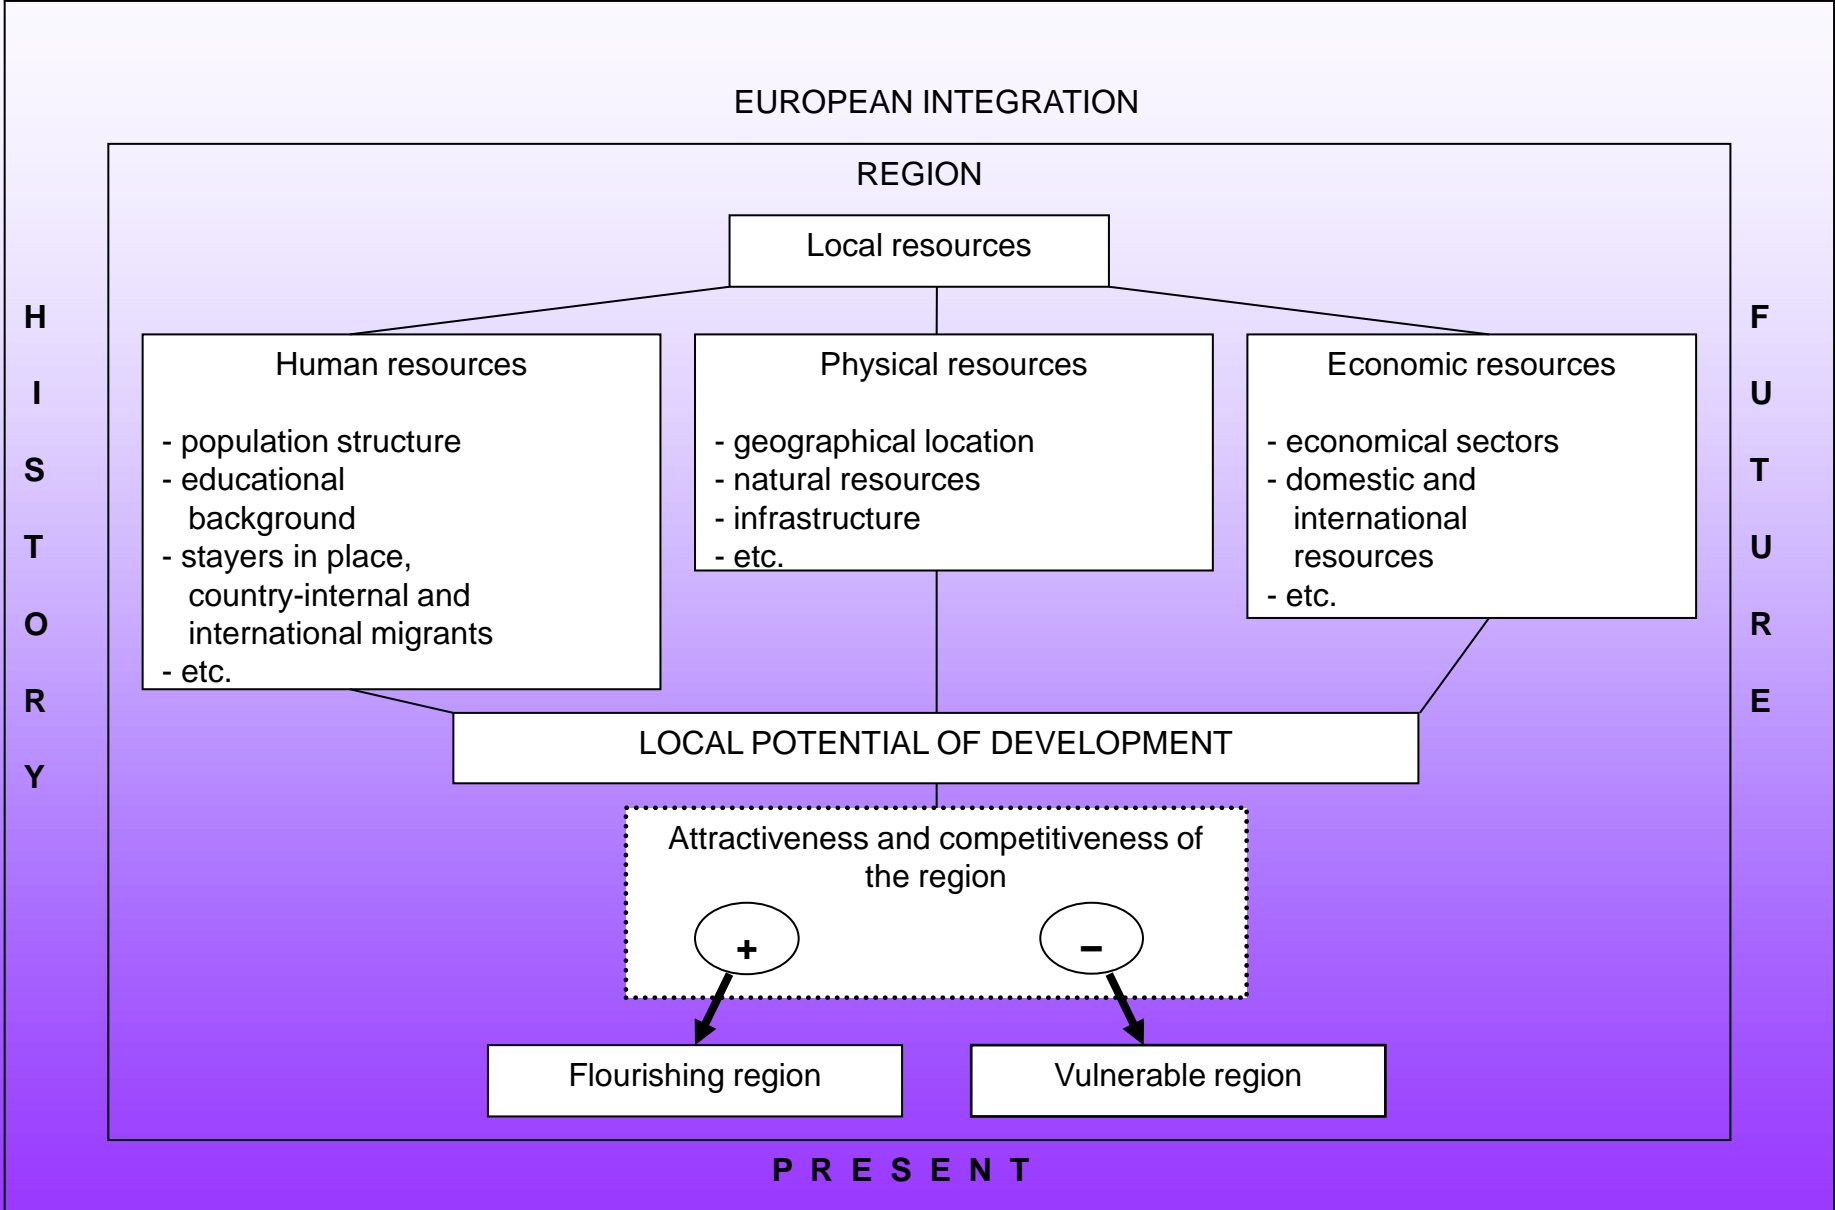 EUROPEAN INTEGRATION
REGION
Local resources
HISTORY
Human resources
- population structure
- educational
background
- stayers in place,
country-internal and
international migrants
- etc.
Physical resources
- geographical location
- natural resources
- infrastructure
- etc.
Economic resources
- economical sectors
- domestic and
international
resources
- etc.
FUTURE
LOCAL POTENTIAL OF DEVELOPMENT
Attractiveness and competitiveness of
the region
+
–
Flourishing region
Vulnerable region
P R E S E N T